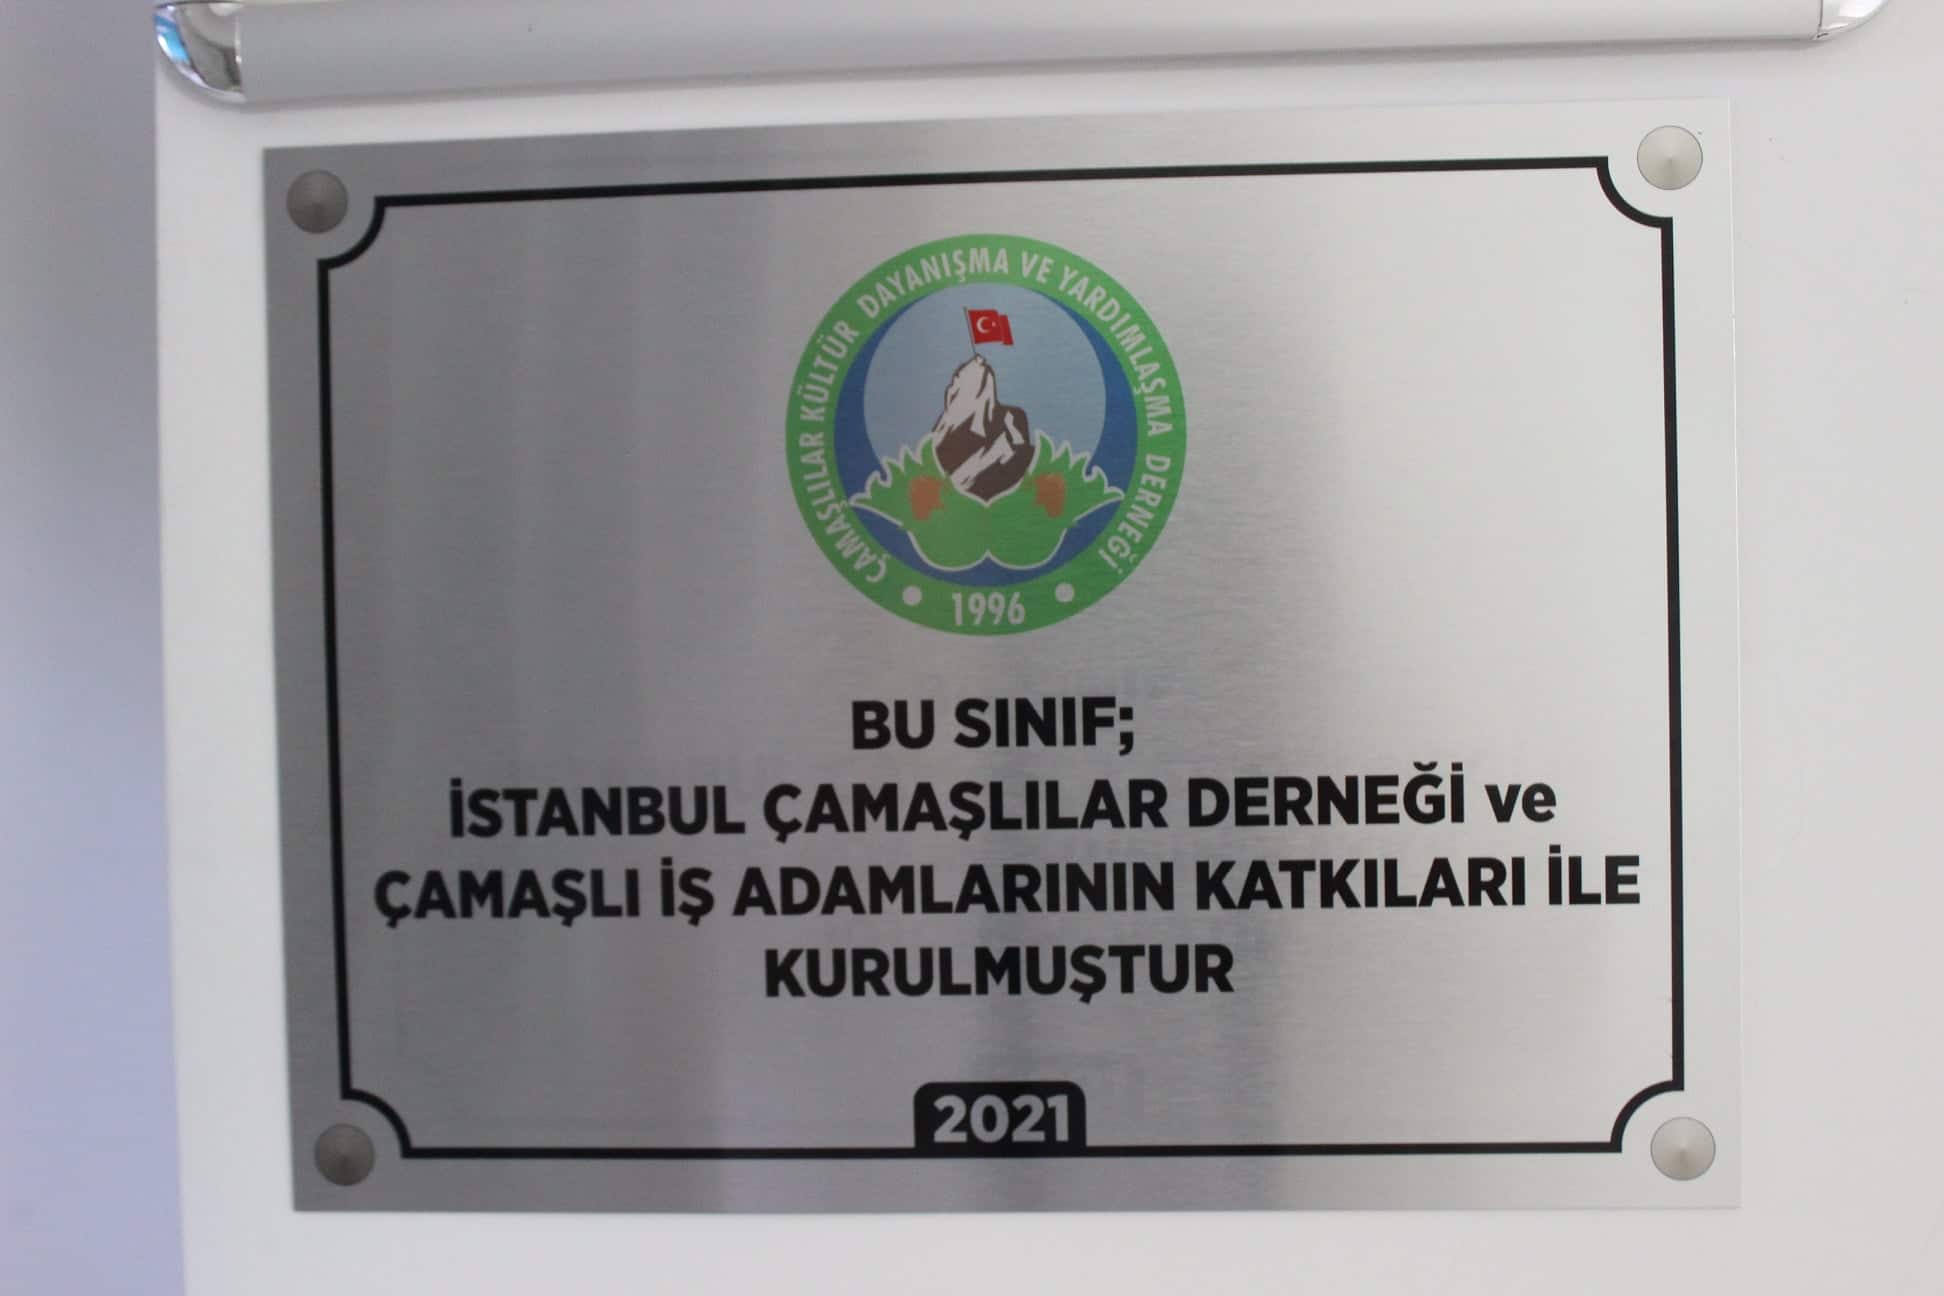 ÇAMAŞLILAR KÜLTÜR DAYANIŞMA VE YARDIMLAŞMA DERNEĞİ
• 1996 •
BU SINIF;
İSTANBUL ÇAMAŞLILAR DERNEĞİ ve
ÇAMAŞLI İŞ ADAMLARININ KATKILARI İLE
KURULMUŞTUR
2021